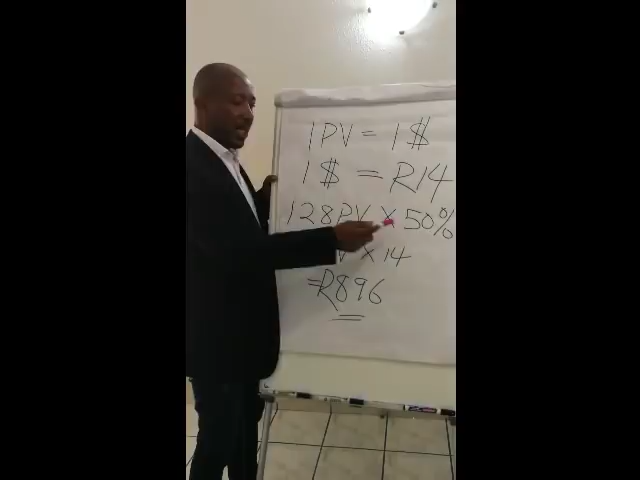 1PV = 1$
1$ = R14
128PV X 50%
V X 14
=R896